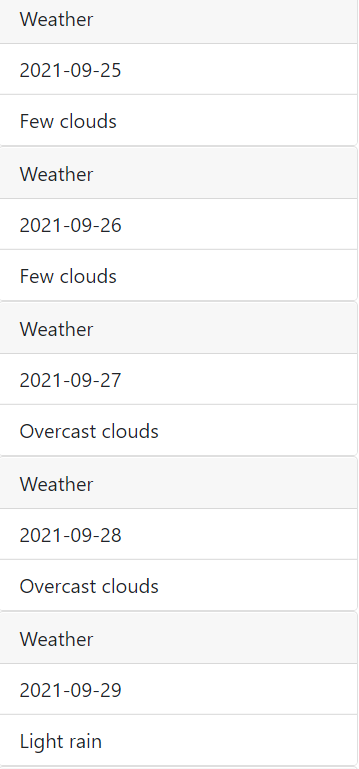 Weather
2021-09-25
Few clouds
Weather
2021-09-26
Few clouds
Weather
2021-09-27
Overcast clouds
Weather
2021-09-28
Overcast clouds
Weather
2021-09-29
Light rain